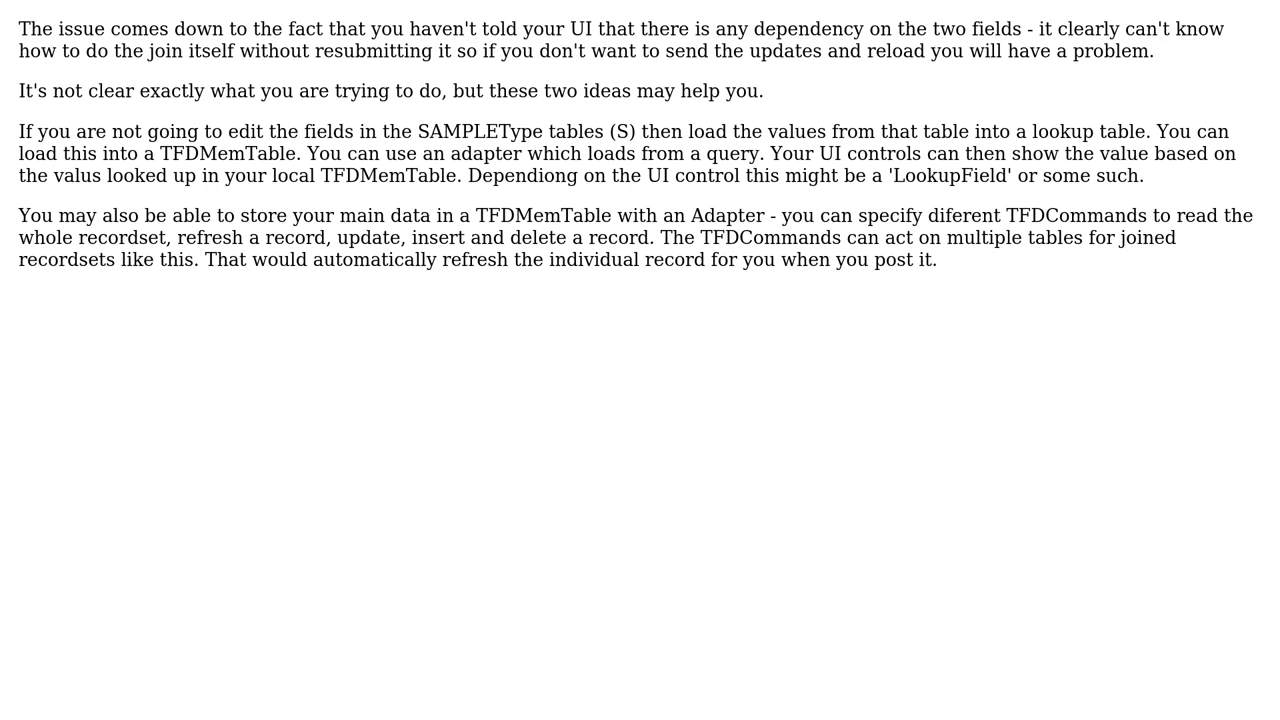 The issue comes down to the fact that you haven't told your UI that there is any dependency on the two fields - it clearly can't know
how to do the join itself without resubmitting it so if you don't want to send the updates and reload you will have a problem.
It's not clear exactly what you are trying to do, but these two ideas may help you.
If you are not going to edit the fields in the SAMPLEType tables (S) then load the values from that table into a lookup table. You can
load this into a TFDMemTable. You can use an adapter which loads from a query. Your UI controls can then show the value based on
the valus looked up in your local TFDMemTable. Dependiong on the UI control this might be a 'LookupField' or some such.
You may also be able to store your main data in a TFDMemTable with an Adapter - you can specify diferent TFDCommands to read the
whole recordset, refresh a record, update, insert and delete a record. The TFDCommands can act on multiple tables for joined
recordsets like this. That would automatically refresh the individual record for you when you post it.